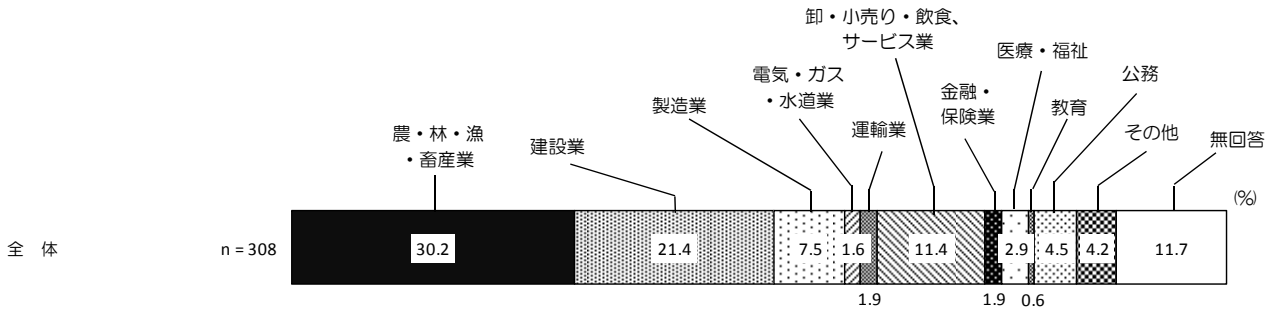 卸・小売り・飲食、
サービス業
医療・福祉
電気・ガス
・水道業
公務
金融・
保険業
製造業
教育
運輸業
農・林・漁
・畜産業
建設業
その他
無回答
(%)
全 体 n = 308 30.2 21.4 7.5 1.6 11.4 2.9 4.5 4.2 11.7
1.9 1.9 0.6